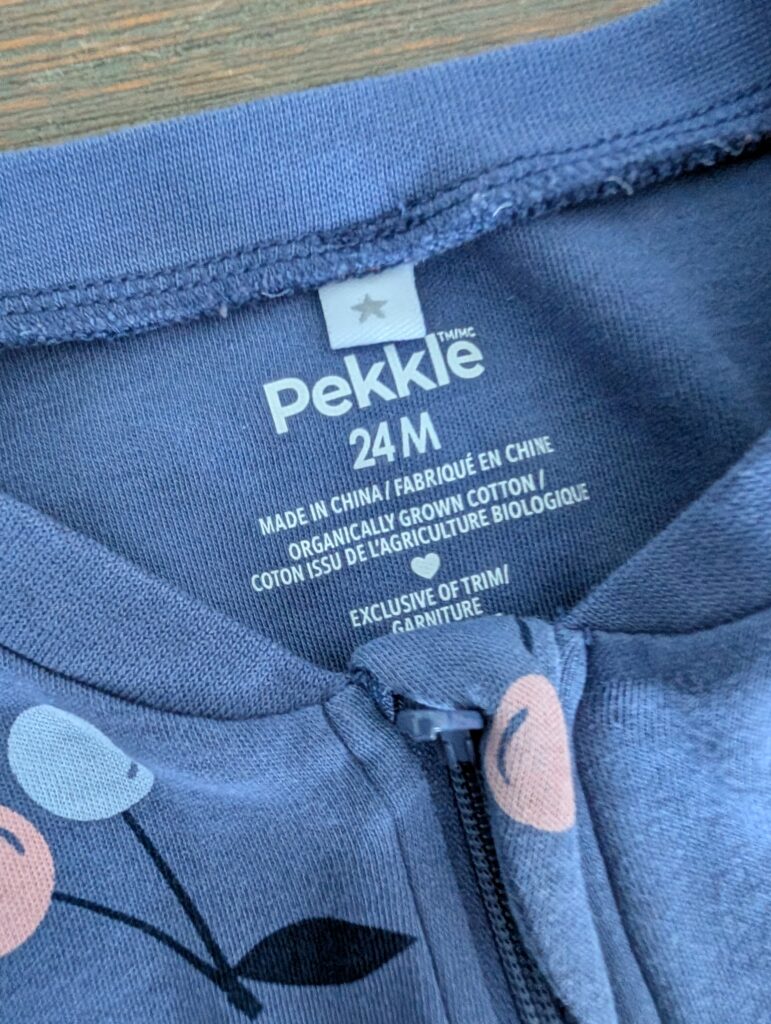 Pekkle TM/MC
24 M
MADE IN CHINA / FABRIQUÉ EN CHINE
ORGANICALLY GROWN COTTON /
COTON ISSU DE L'AGRICULTURE BIOLOGIQUE
EXCLUSIVE OF TRIM/
GARNITURE